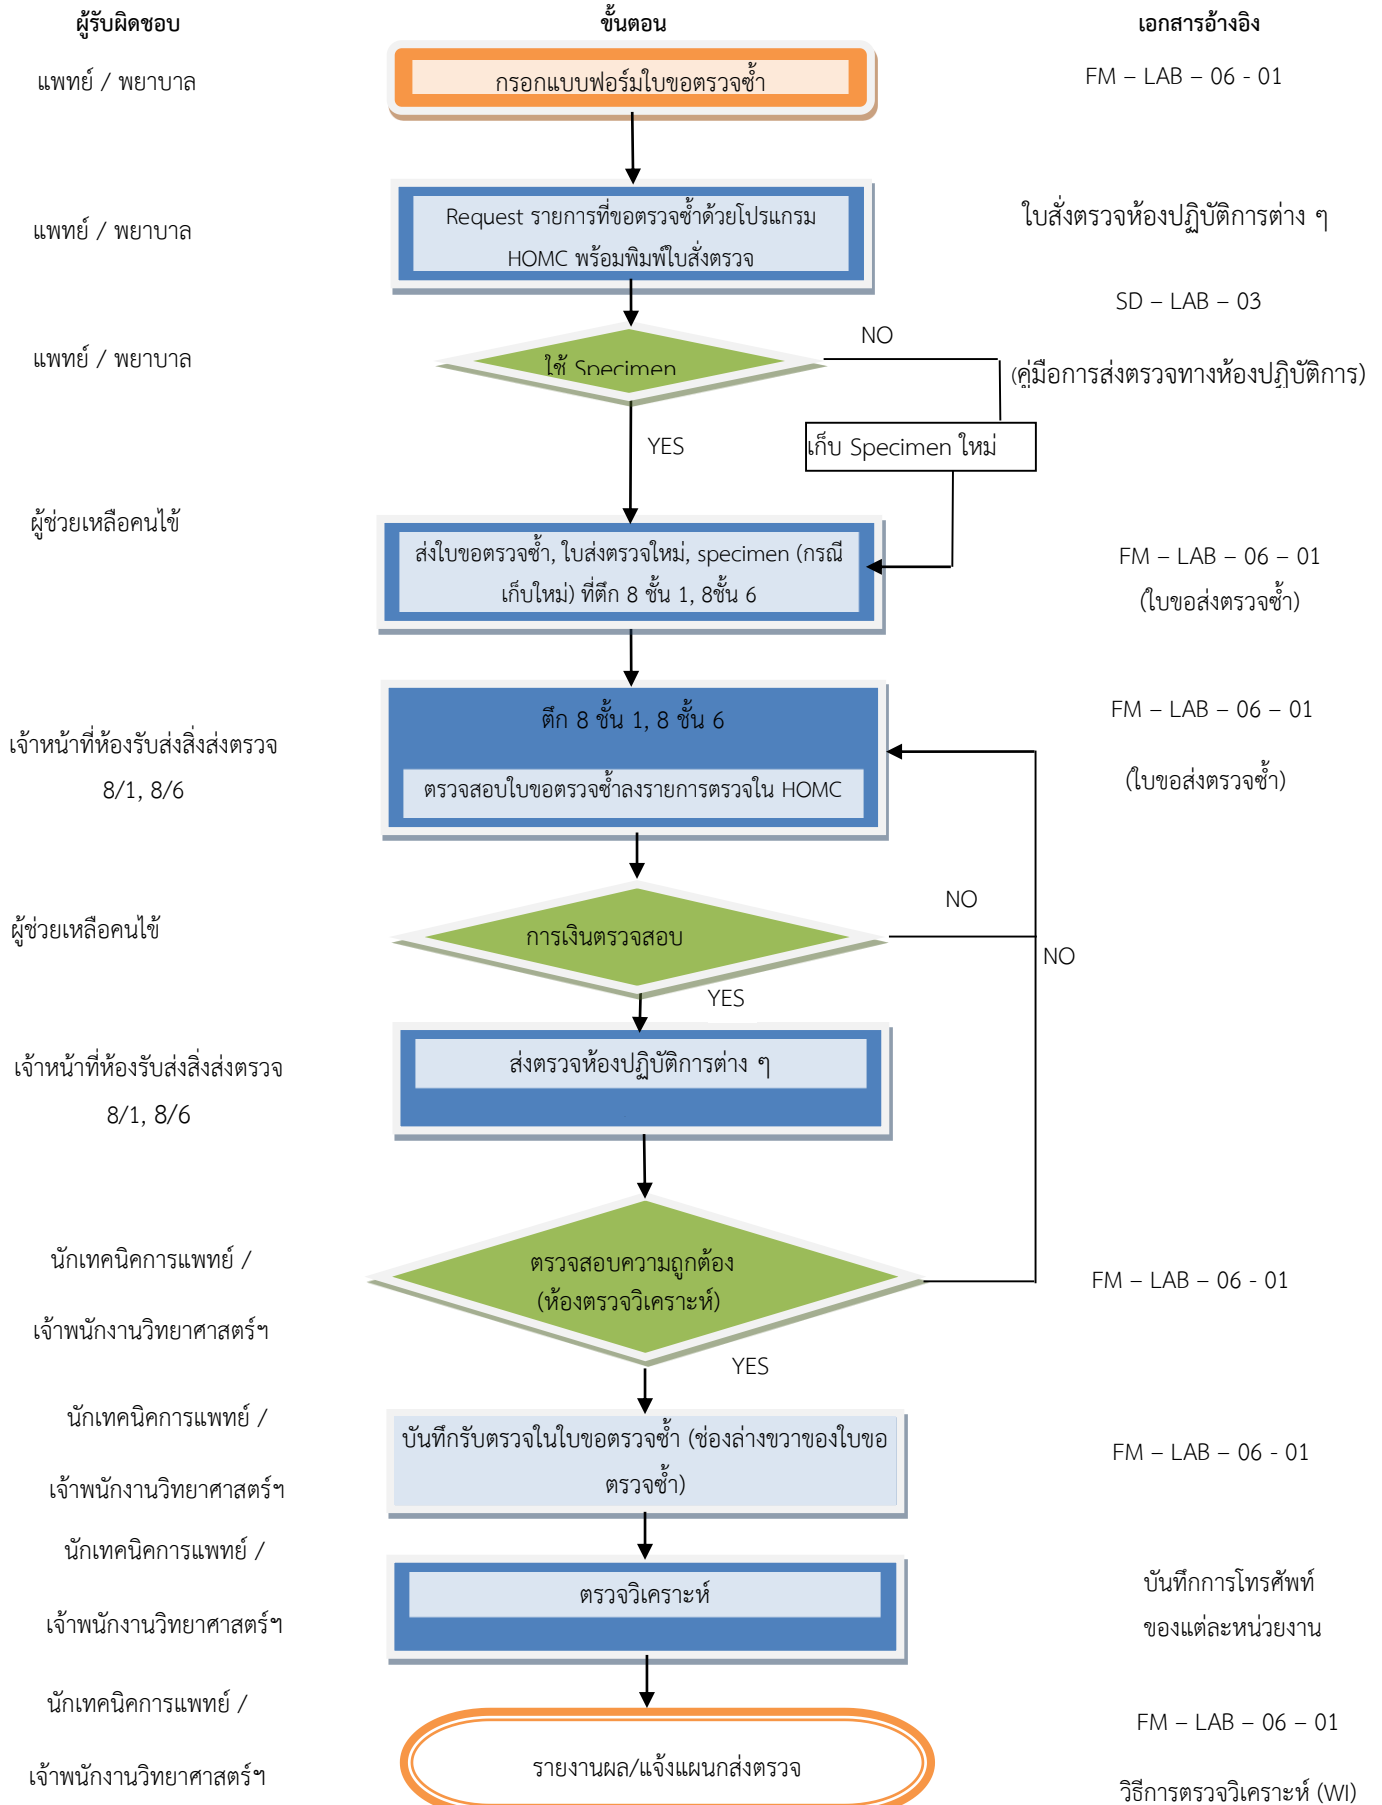 ผู้รับผิดชอบ
ขั้นตอน
เอกสารอ้างอิง
แพทย์ / พยาบาล
กรอกแบบฟอร์มใบขอตรวจซ้ำ
FM – LAB – 06 - 01
แพทย์ / พยาบาล
Request รายการที่ขอตรวจซ้ำด้วยโปรแกรม
HOMC พร้อมพิมพ์ใบสั่งตรวจ
ใบสั่งตรวจห้องปฏิบัติการต่าง ๆ
SD – LAB – 03
แพทย์ / พยาบาล
ใช้ Specimen
NO
(คู่มือการส่งตรวจทางห้องปฏิบัติการ)
YES
เก็บ Specimen ใหม่
ผู้ช่วยเหลือคนไข้
ส่งใบขอตรวจซ้ำ, ใบส่งตรวจใหม่, specimen (กรณี
เก็บใหม่) ที่ตึก 8 ชั้น 1, 8ชั้น 6
FM – LAB – 06 – 01
(ใบขอส่งตรวจซ้ำ)
เจ้าหน้าที่ห้องรับส่งสิ่งส่งตรวจ
8/1, 8/6
ตึก 8 ชั้น 1, 8 ชั้น 6
ตรวจสอบใบขอตรวจซ้ำลงรายการตรวจใน HOMC
FM – LAB – 06 – 01
(ใบขอส่งตรวจซ้ำ)
ผู้ช่วยเหลือคนไข้
การเงินตรวจสอบ
NO
NO
YES
เจ้าหน้าที่ห้องรับส่งสิ่งส่งตรวจ
8/1, 8/6
ส่งตรวจห้องปฏิบัติการต่าง ๆ
นักเทคนิคการแพทย์ /
เจ้าพนักงานวิทยาศาสตร์ฯ
ตรวจสอบความถูกต้อง
(ห้องตรวจวิเคราะห์)
FM – LAB – 06 - 01
YES
นักเทคนิคการแพทย์ /
เจ้าพนักงานวิทยาศาสตร์ฯ
บันทึกรับตรวจในใบขอตรวจซ้ำ (ช่องล่างขวาของใบขอ
ตรวจซ้ำ)
FM – LAB – 06 - 01
นักเทคนิคการแพทย์ /
เจ้าพนักงานวิทยาศาสตร์ฯ
ตรวจวิเคราะห์
บันทึกการโทรศัพท์
ของแต่ละหน่วยงาน
นักเทคนิคการแพทย์ /
เจ้าพนักงานวิทยาศาสตร์ฯ
รายงานผล/แจ้งแผนกส่งตรวจ
FM – LAB – 06 – 01
วิธีการตรวจวิเคราะห์ (WI)